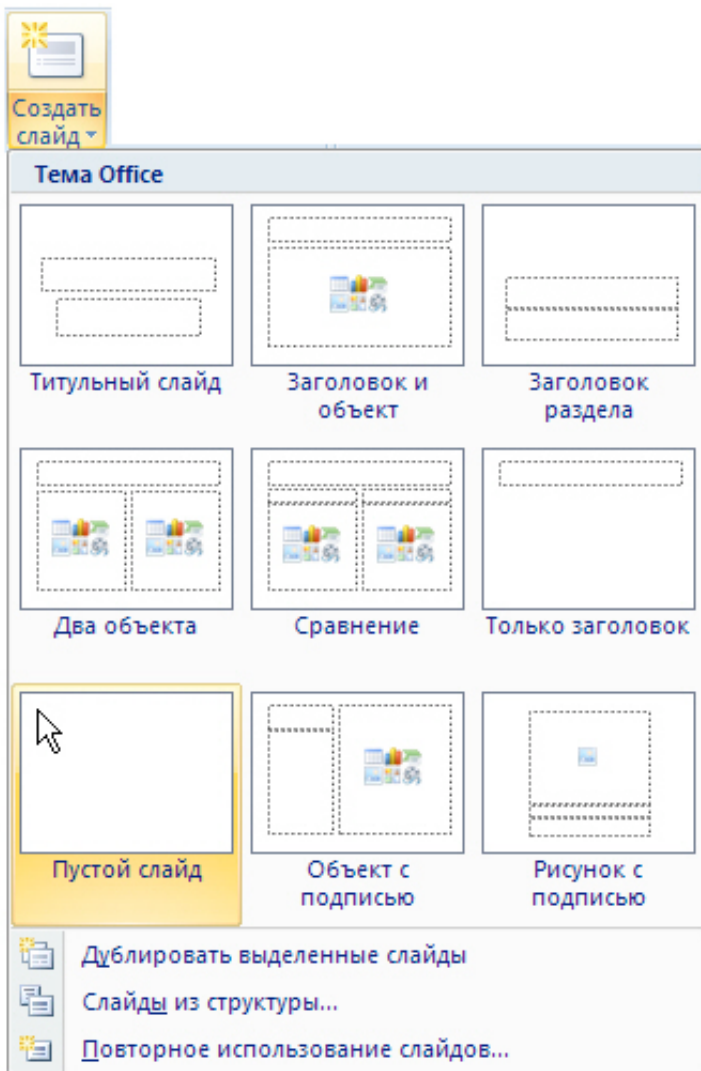 Создать
слайд
Тема Office
Титульный слайд
Заголовок и
объект
Заголовок
раздела
Два объекта
Сравнение
Только заголовок
Пустой слайд
Объект с
подписью
Рисунок с
подписью
Дублировать выделенные слайды
Слайды из структуры...
Повторное использование слайдов...